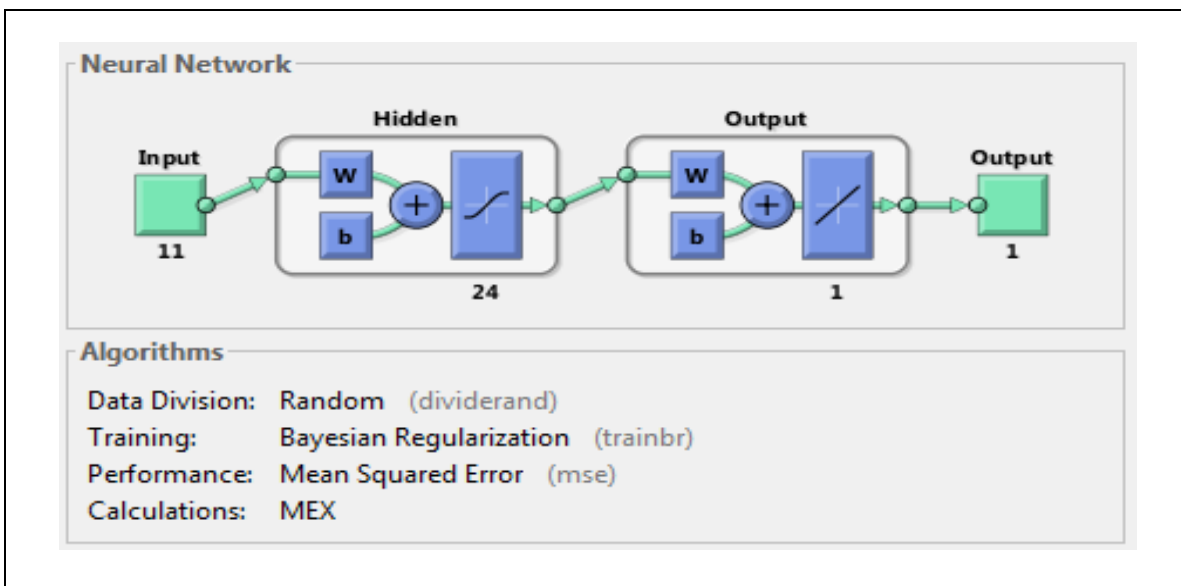 Neural Network
Hidden
Output
Input
W
b
+
W
b
+
Output
11
24
1
1
Algorithms
Data Division: Random (dividerand)
Training: Bayesian Regularization (trainbr)
Performance: Mean Squared Error (mse)
Calculations: MEX